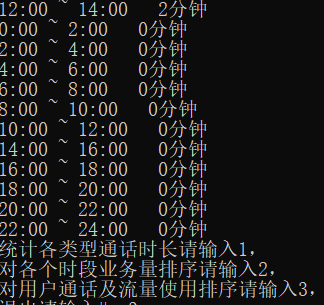 12:00 ~ 14:00   2分钟
0:00 ~ 2:00   0分钟
2:00 ~ 4:00   0分钟
4:00 ~ 6:00   0分钟
6:00 ~ 8:00   0分钟
8:00 ~ 10:00   0分钟
10:00 ~ 12:00   0分钟
14:00 ~ 16:00   0分钟
16:00 ~ 18:00   0分钟
18:00 ~ 20:00   0分钟
20:00 ~ 22:00   0分钟
22:00 ~ 24:00   0分钟
统计各类型通话时长请输入1,
对各个时段业务量排序请输入2,
对用户通话及流量使用排序请输入3,